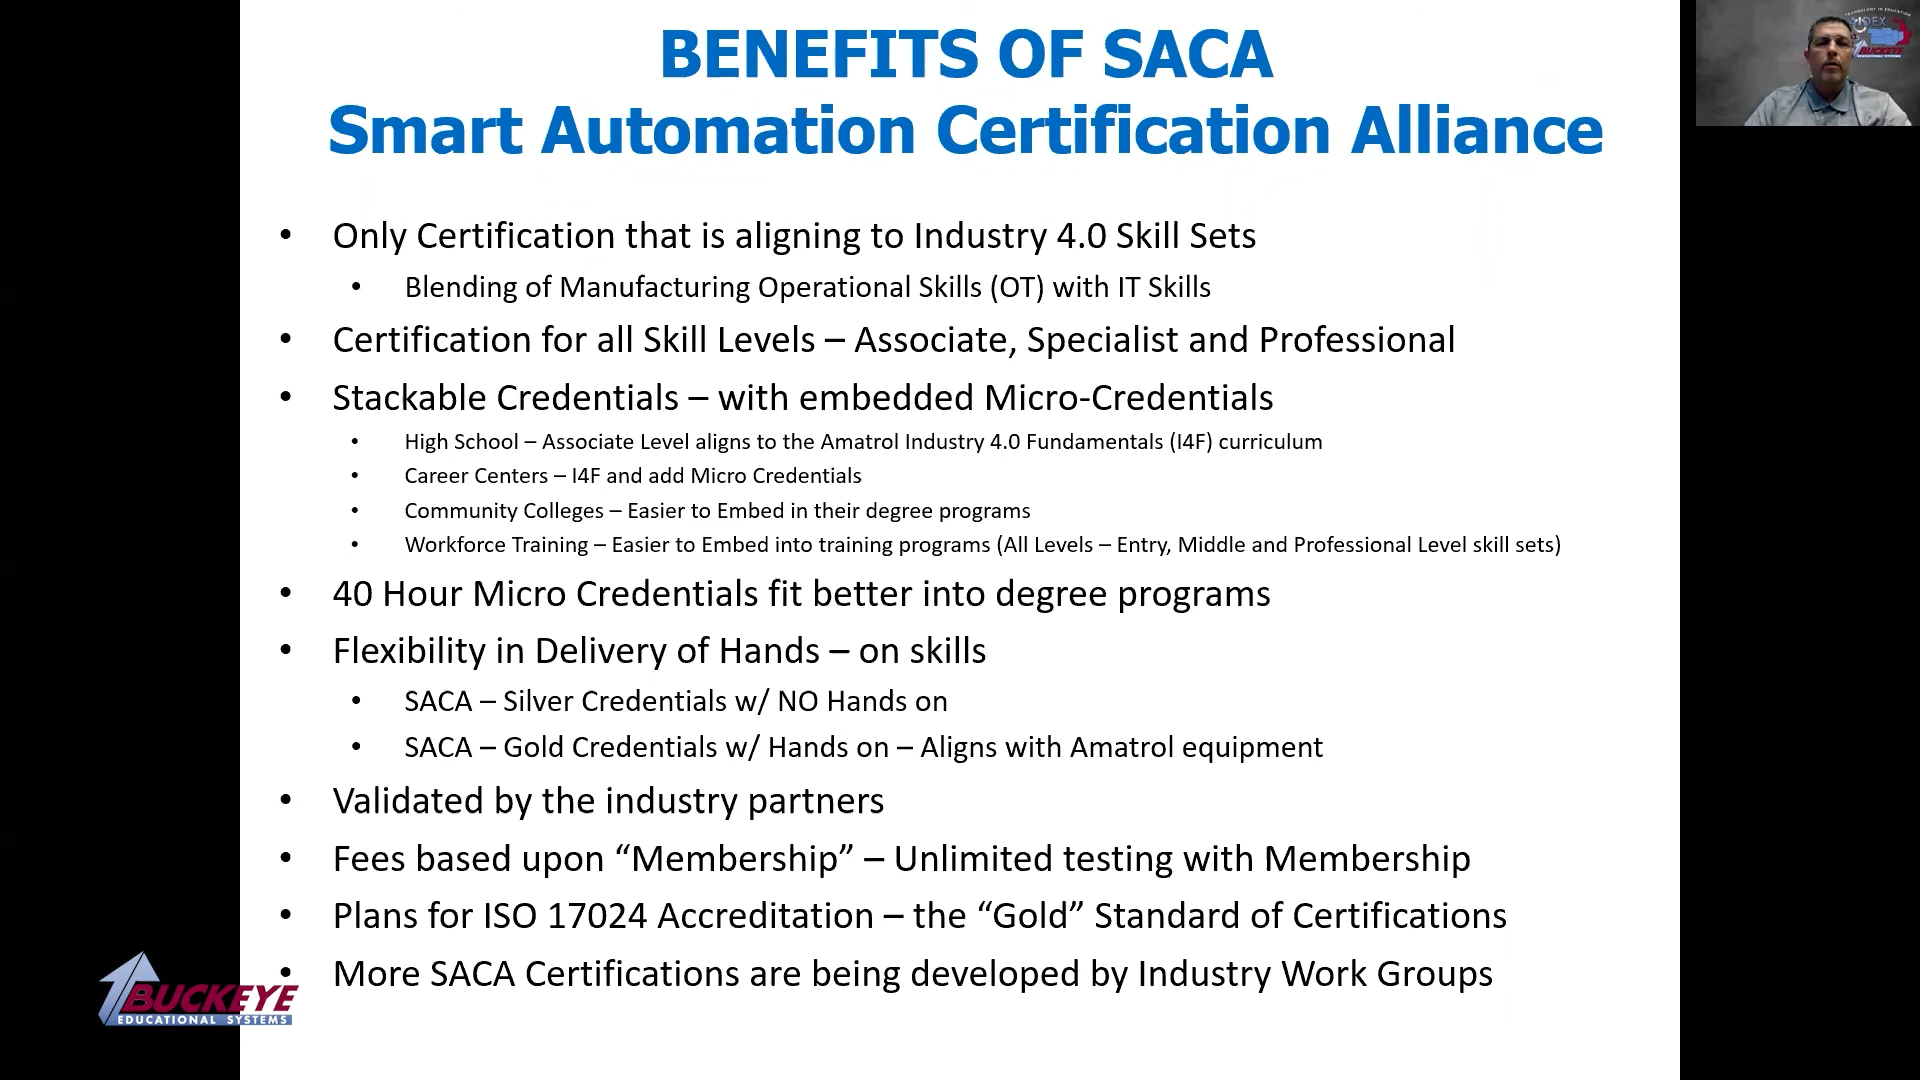 BENEFITS OF SACA
Smart Automation Certification Alliance
• Only Certification that is aligning to Industry 4.0 Skill Sets
• Blending of Manufacturing Operational Skills (OT) with IT Skills
• Certification for all Skill Levels – Associate, Specialist and Professional
• Stackable Credentials – with embedded Micro-Credentials
• High School – Associate Level aligns to the Amatrol Industry 4.0 Fundamentals (I4F) curriculum
• Career Centers – I4F and add Micro Credentials
• Community Colleges – Easier to Embed in their degree programs
• Workforce Training – Easier to Embed into training programs (All Levels – Entry, Middle and Professional Level skill sets)
• 40 Hour Micro Credentials fit better into degree programs
• Flexibility in Delivery of Hands – on skills
• SACA – Silver Credentials w/ NO Hands on
• SACA – Gold Credentials w/ Hands on – Aligns with Amatrol equipment
• Validated by the industry partners
• Fees based upon “Membership” – Unlimited testing with Membership
• Plans for ISO 17024 Accreditation – the “Gold” Standard of Certifications
• More SACA Certifications are being developed by Industry Work Groups
BUCKEYE
EDUCATIONAL SYSTEMS
BUCKEYE
EDUCATIONAL SYSTEMS